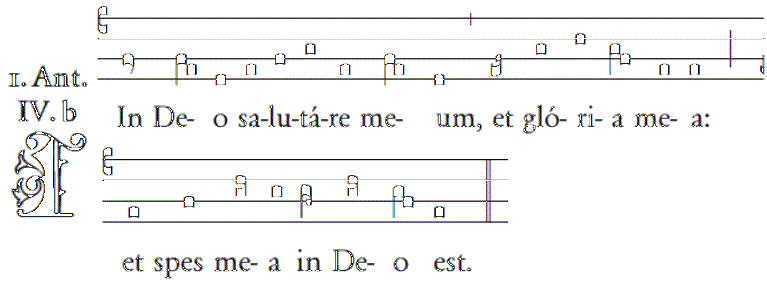 1. Ant.
IV. b
In De- o sa-lu-tá-re me- um, et gló- ri- a me- a:
I
et spes me- a in De- o est.